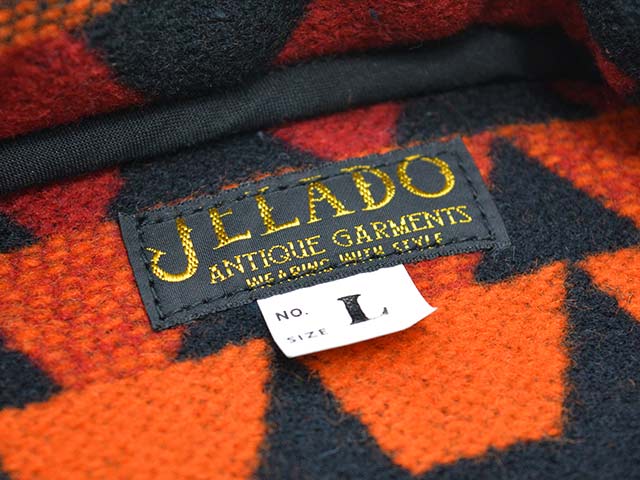 JELADO
ANTIQUE GARMENTS
WEARING WITH STYLE
NO.
SIZE L